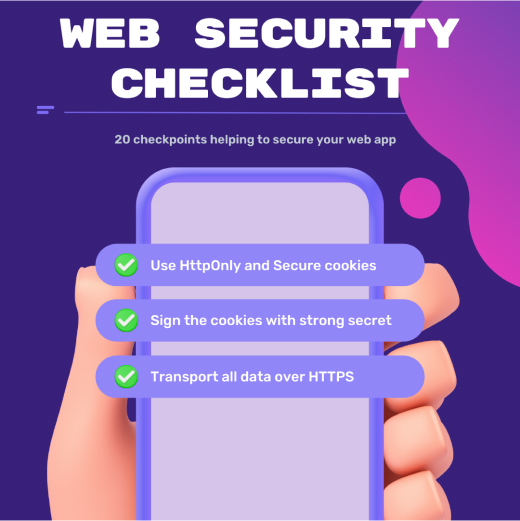 WEB SECURITY
CHECKLIST
20 checkpoints helping to secure your web app
Use HttpOnly and Secure cookies
Sign the cookies with strong secret
Transport all data over HTTPS